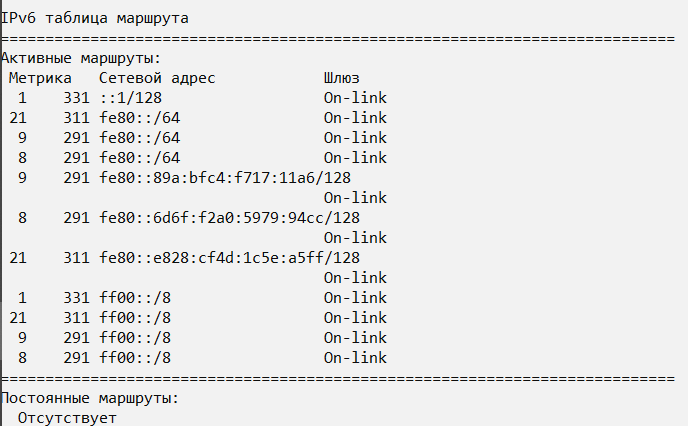 IPv6 таблица маршрута
===========================================================================
Активные маршруты:
 Метрика   Сетевой адрес            Шлюз
  1    331 ::1/128                  On-link
 21    311 fe80::/64                On-link
  9    291 fe80::/64                On-link
  8    291 fe80::/64                On-link
  9    291 fe80::89a:bfc4:f717:11a6/128
                                    On-link
  8    291 fe80::6d6f:f2a0:5979:94cc/128
                                    On-link
 21    311 fe80::e828:cf4d:1c5e:a5ff/128
                                    On-link
  1    331 ff00::/8                 On-link
 21    311 ff00::/8                 On-link
  9    291 ff00::/8                 On-link
  8    291 ff00::/8                 On-link
===========================================================================
Постоянные маршруты:
  Отсутствует